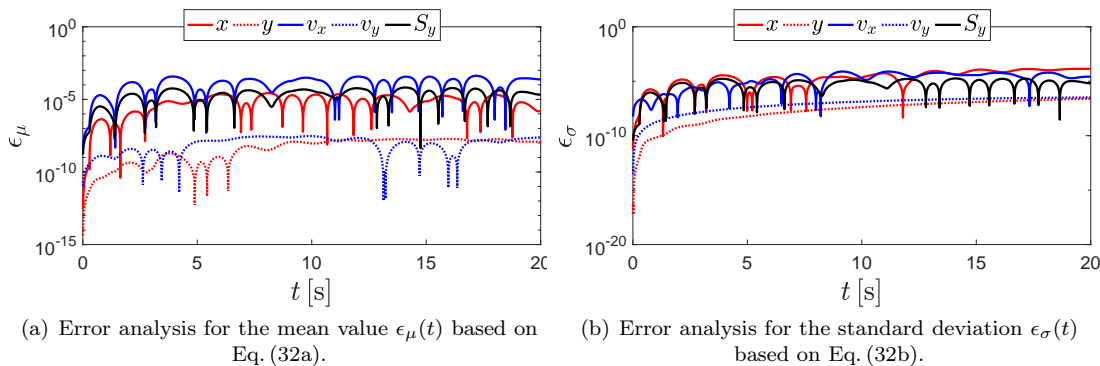 x y v_x v_y S_y
10^0
10^-5
10^-10
10^-15
ϵ_μ
0 5 10 15 20
t [s]
(a) Error analysis for the mean value ϵ_μ(t) based on
Eq. (32a).
x y v_x v_y S_y
10^0
10^-10
10^-20
ϵ_σ
0 5 10 15 20
t [s]
(b) Error analysis for the standard deviation ϵ_σ(t)
based on Eq. (32b).